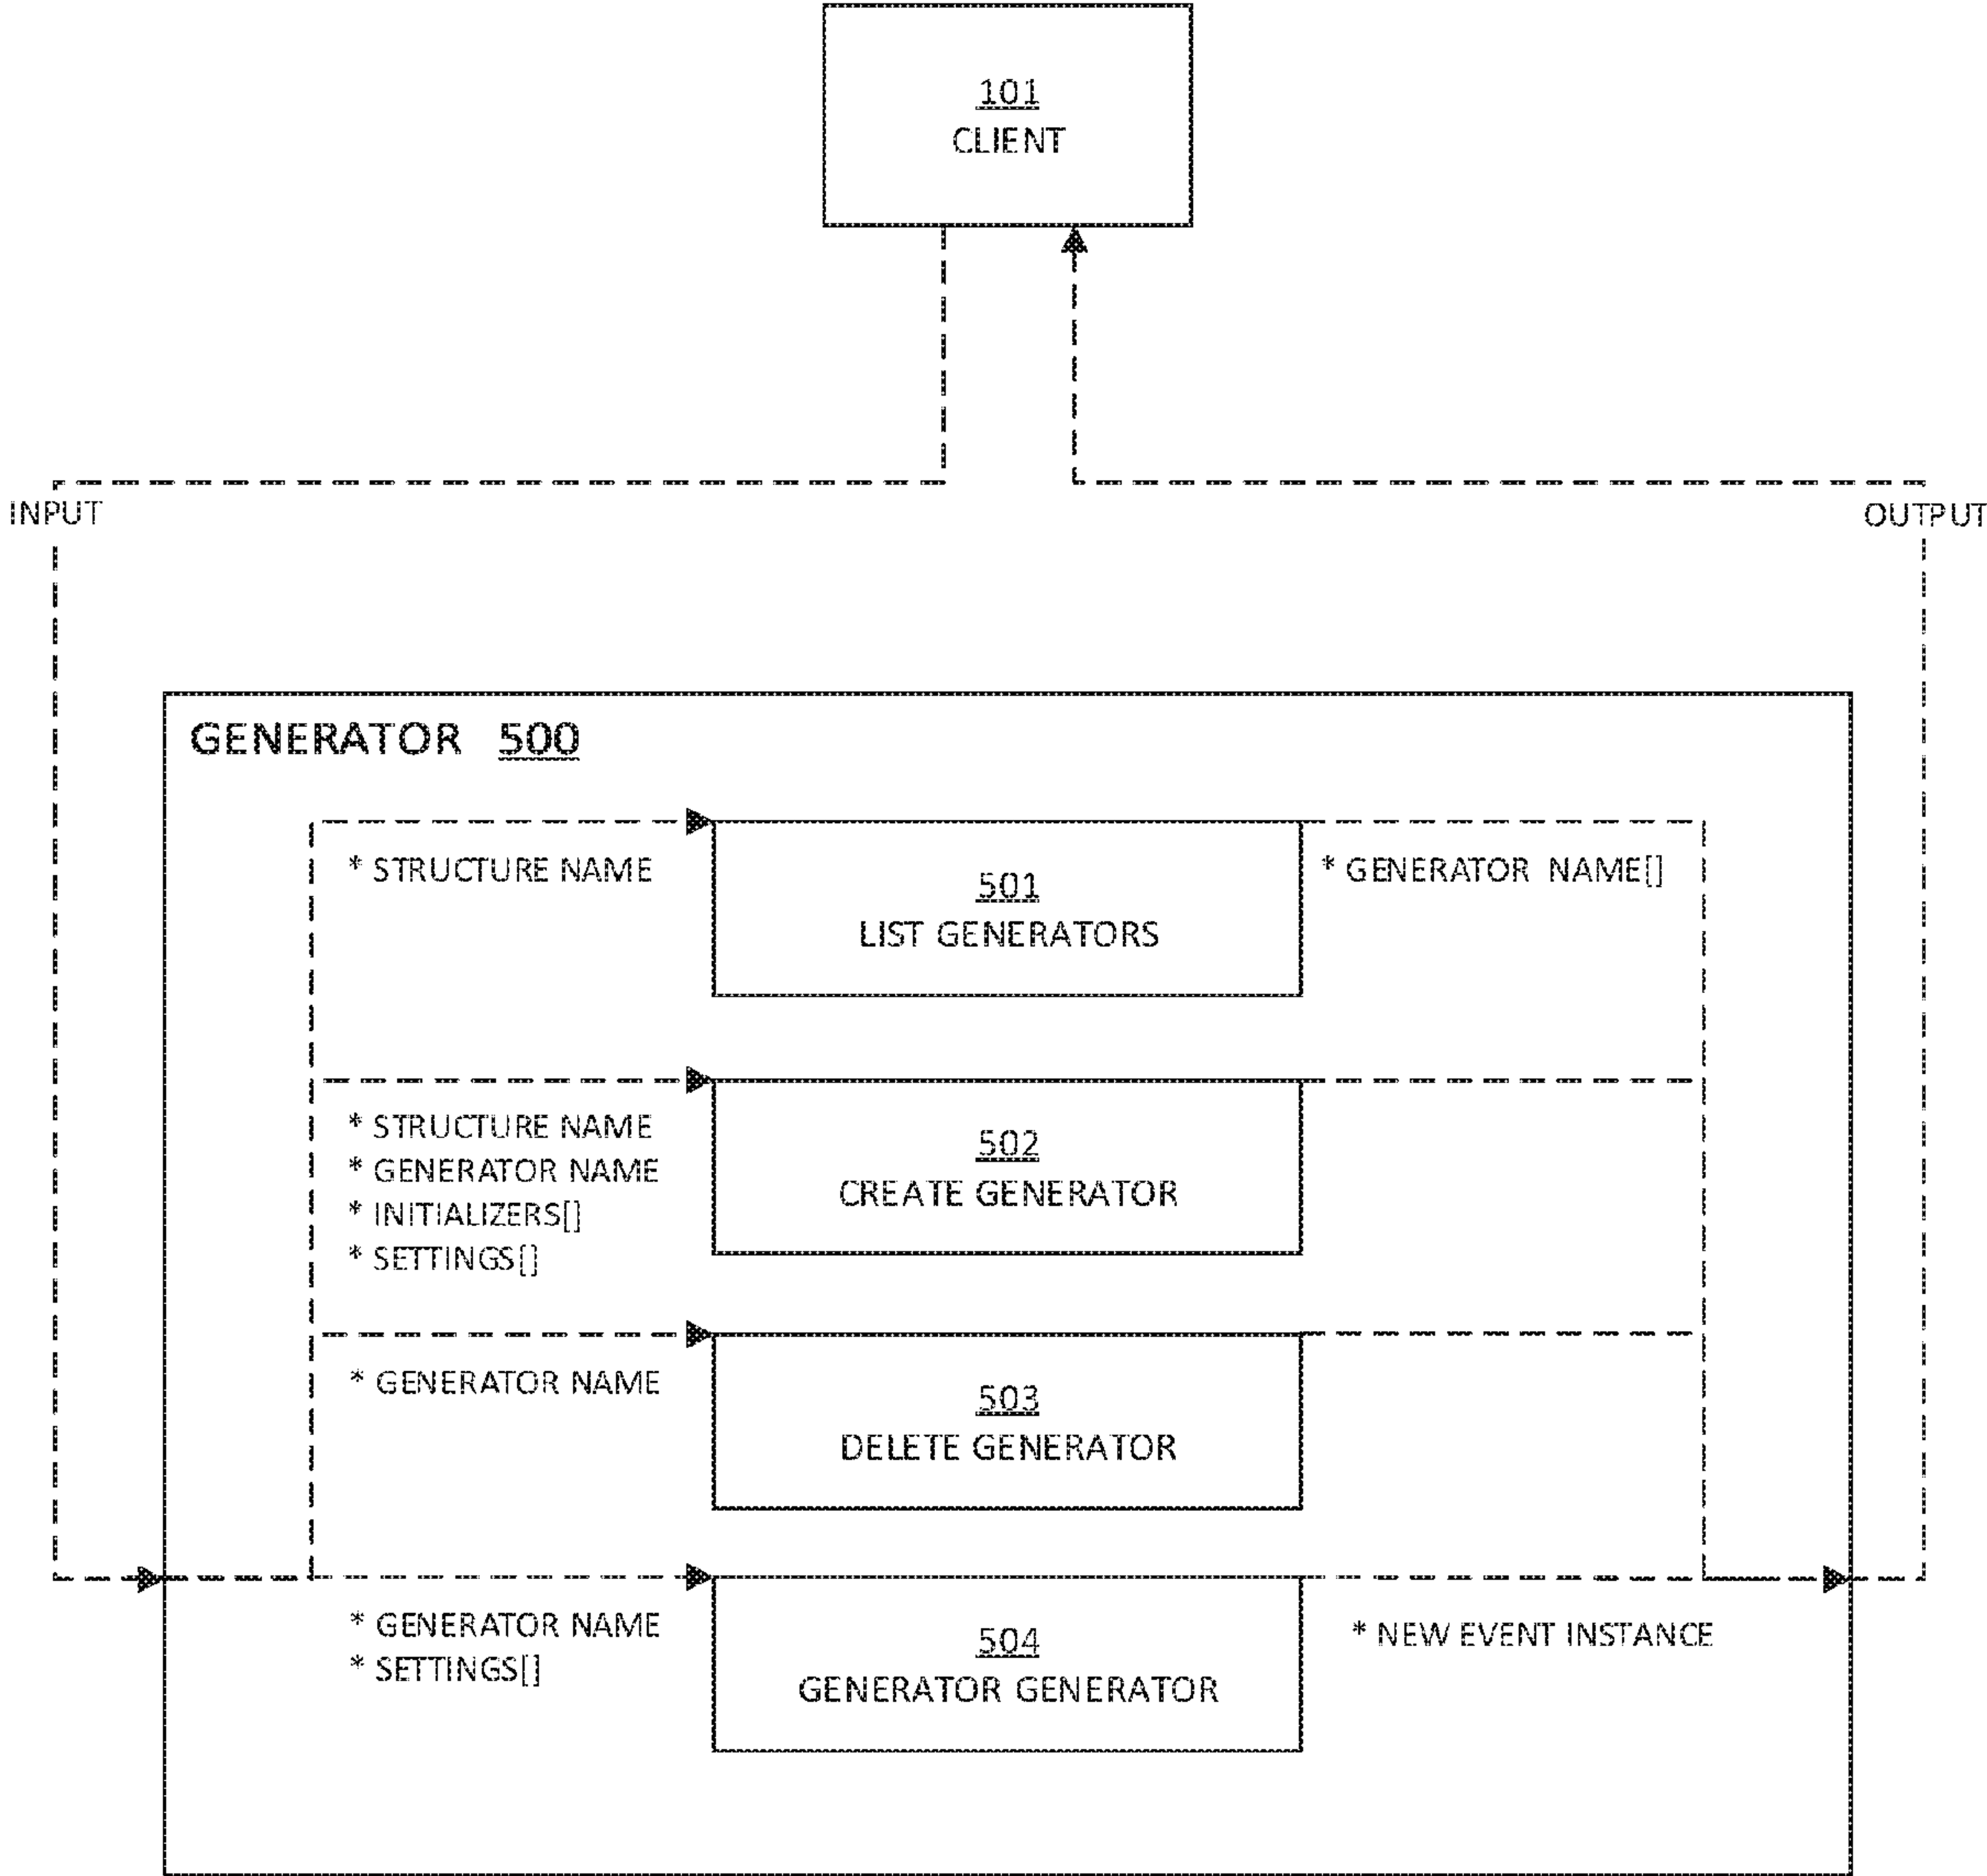 101
CLIENT
INPUT
OUTPUT
GENERATOR 500
* STRUCTURE NAME
501
LIST GENERATORS
* GENERATOR NAME[]
* STRUCTURE NAME
* GENERATOR NAME
* INITIALIZERS[]
* SETTINGS[]
502
CREATE GENERATOR
* GENERATOR NAME
503
DELETE GENERATOR
* GENERATOR NAME
* SETTINGS[]
504
GENERATOR GENERATOR
* NEW EVENT INSTANCE